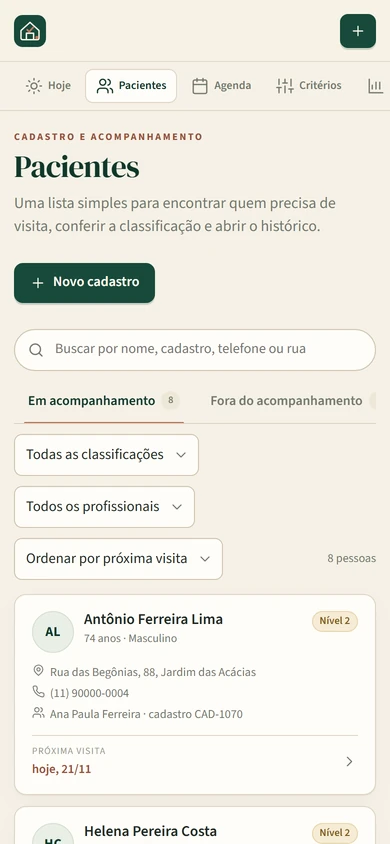 +
Hoje
Pacientes
Agenda
Critérios
CADASTRO E ACOMPANHAMENTO
Pacientes
Uma lista simples para encontrar quem precisa de
visita, conferir a classificação e abrir o histórico.
+ Novo cadastro
Buscar por nome, cadastro, telefone ou rua
Em acompanhamento 8
Fora do acompanhamento
Todas as classificações
Todos os profissionais
Ordenar por próxima visita
8 pessoas
AL
Antônio Ferreira Lima
Nível 2
74 anos · Masculino
Rua das Begônias, 88, Jardim das Acácias
(11) 90000-0004
Ana Paula Ferreira · cadastro CAD-1070
PRÓXIMA VISITA
hoje, 21/11
HC
Helena Pereira Costa
Nível 2